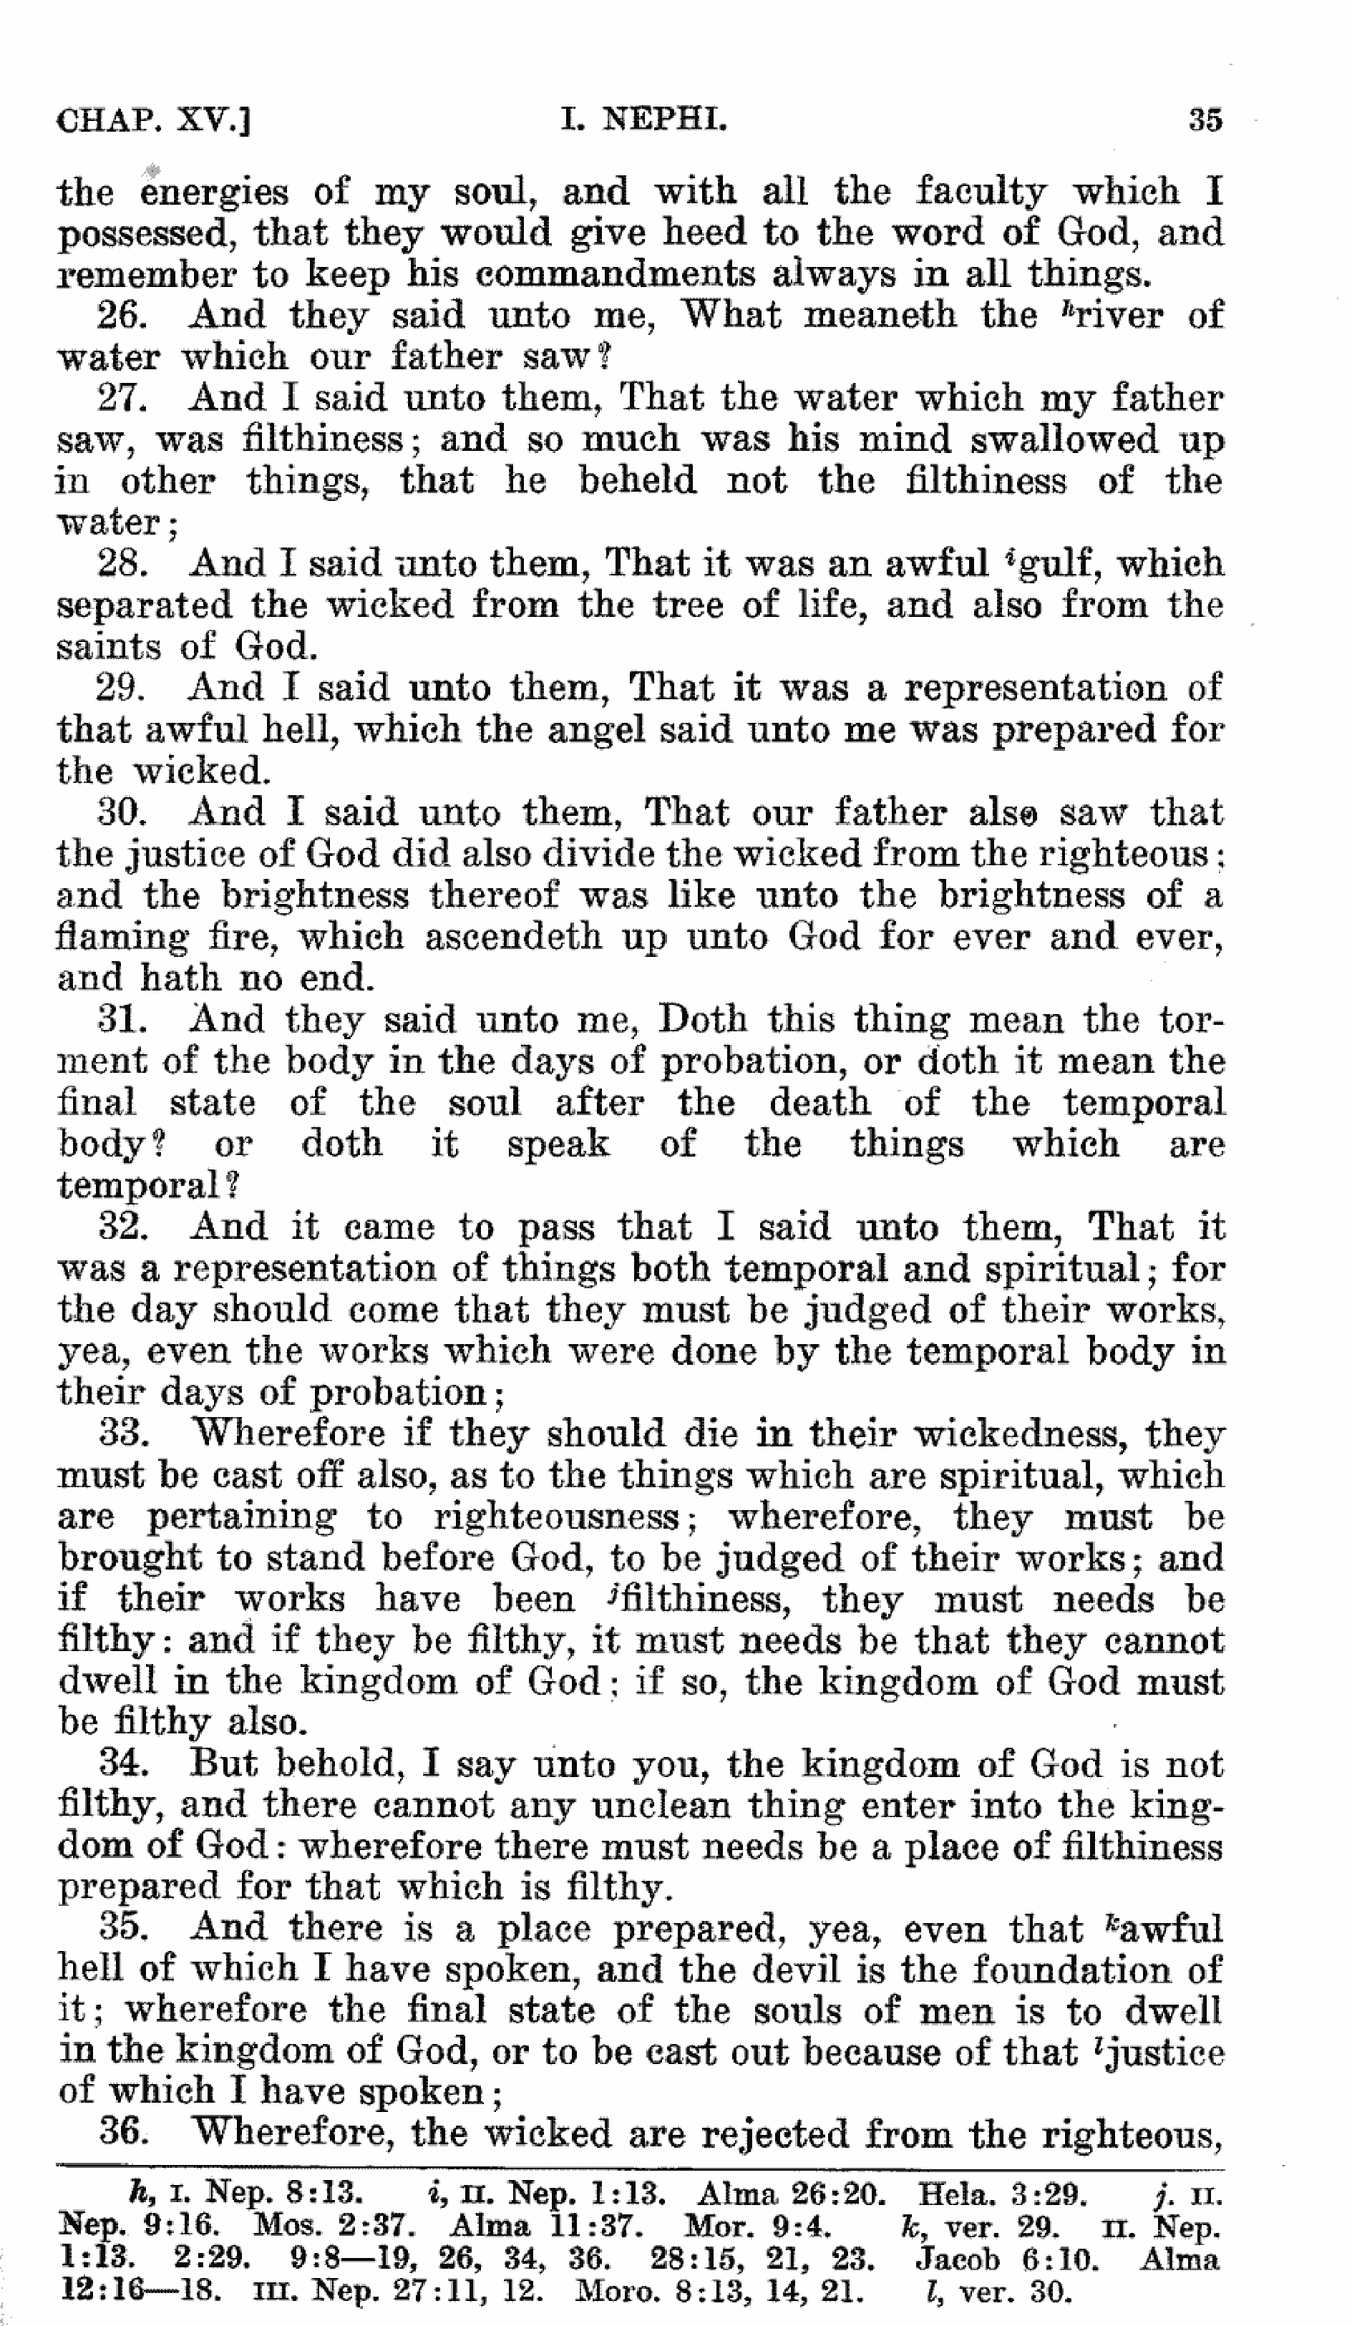 CHAP. XV.] I. NEPHI. 35
the energies of my soul, and with all the faculty which I
possessed, that they would give heed to the word of God, and
remember to keep his commandments always in all things.
26. And they said unto me, What meaneth the ʰriver of
water which our father saw?
27. And I said unto them, That the water which my father
saw, was filthiness; and so much was his mind swallowed up
in other things, that he beheld not the filthiness of the
water;
28. And I said unto them, That it was an awful ⁱgulf, which
separated the wicked from the tree of life, and also from the
saints of God.
29. And I said unto them, That it was a representation of
that awful hell, which the angel said unto me was prepared for
the wicked.
30. And I said unto them, That our father also saw that
the justice of God did also divide the wicked from the righteous;
and the brightness thereof was like unto the brightness of a
flaming fire, which ascendeth up unto God for ever and ever,
and hath no end.
31. And they said unto me, Doth this thing mean the tor-
ment of the body in the days of probation, or doth it mean the
final state of the soul after the death of the temporal
body? or doth it speak of the things which are
temporal?
32. And it came to pass that I said unto them, That it
was a representation of things both temporal and spiritual; for
the day should come that they must be judged of their works,
yea, even the works which were done by the temporal body in
their days of probation;
33. Wherefore if they should die in their wickedness, they
must be cast off also, as to the things which are spiritual, which
are pertaining to righteousness; wherefore, they must be
brought to stand before God, to be judged of their works; and
if their works have been ʲfilthiness, they must needs be
filthy: and if they be filthy, it must needs be that they cannot
dwell in the kingdom of God; if so, the kingdom of God must
be filthy also.
34. But behold, I say unto you, the kingdom of God is not
filthy, and there cannot any unclean thing enter into the king-
dom of God: wherefore there must needs be a place of filthiness
prepared for that which is filthy.
35. And there is a place prepared, yea, even that ᵏawful
hell of which I have spoken, and the devil is the foundation of
it; wherefore the final state of the souls of men is to dwell
in the kingdom of God, or to be cast out because of that ˡjustice
of which I have spoken;
36. Wherefore, the wicked are rejected from the righteous,
h, I. Nep. 8:13. i, II. Nep. 1:13. Alma 26:20. Hela. 3:29. j. II.
Nep. 9:16. Mos. 2:37. Alma 11:37. Mor. 9:4. k, ver. 29. II. Nep.
1:13. 2:29. 9:8—19, 26, 34, 36. 28:15, 21, 23. Jacob 6:10. Alma
12:16—18. III. Nep. 27:11, 12. Moro. 8:13, 14, 21. l, ver. 30.